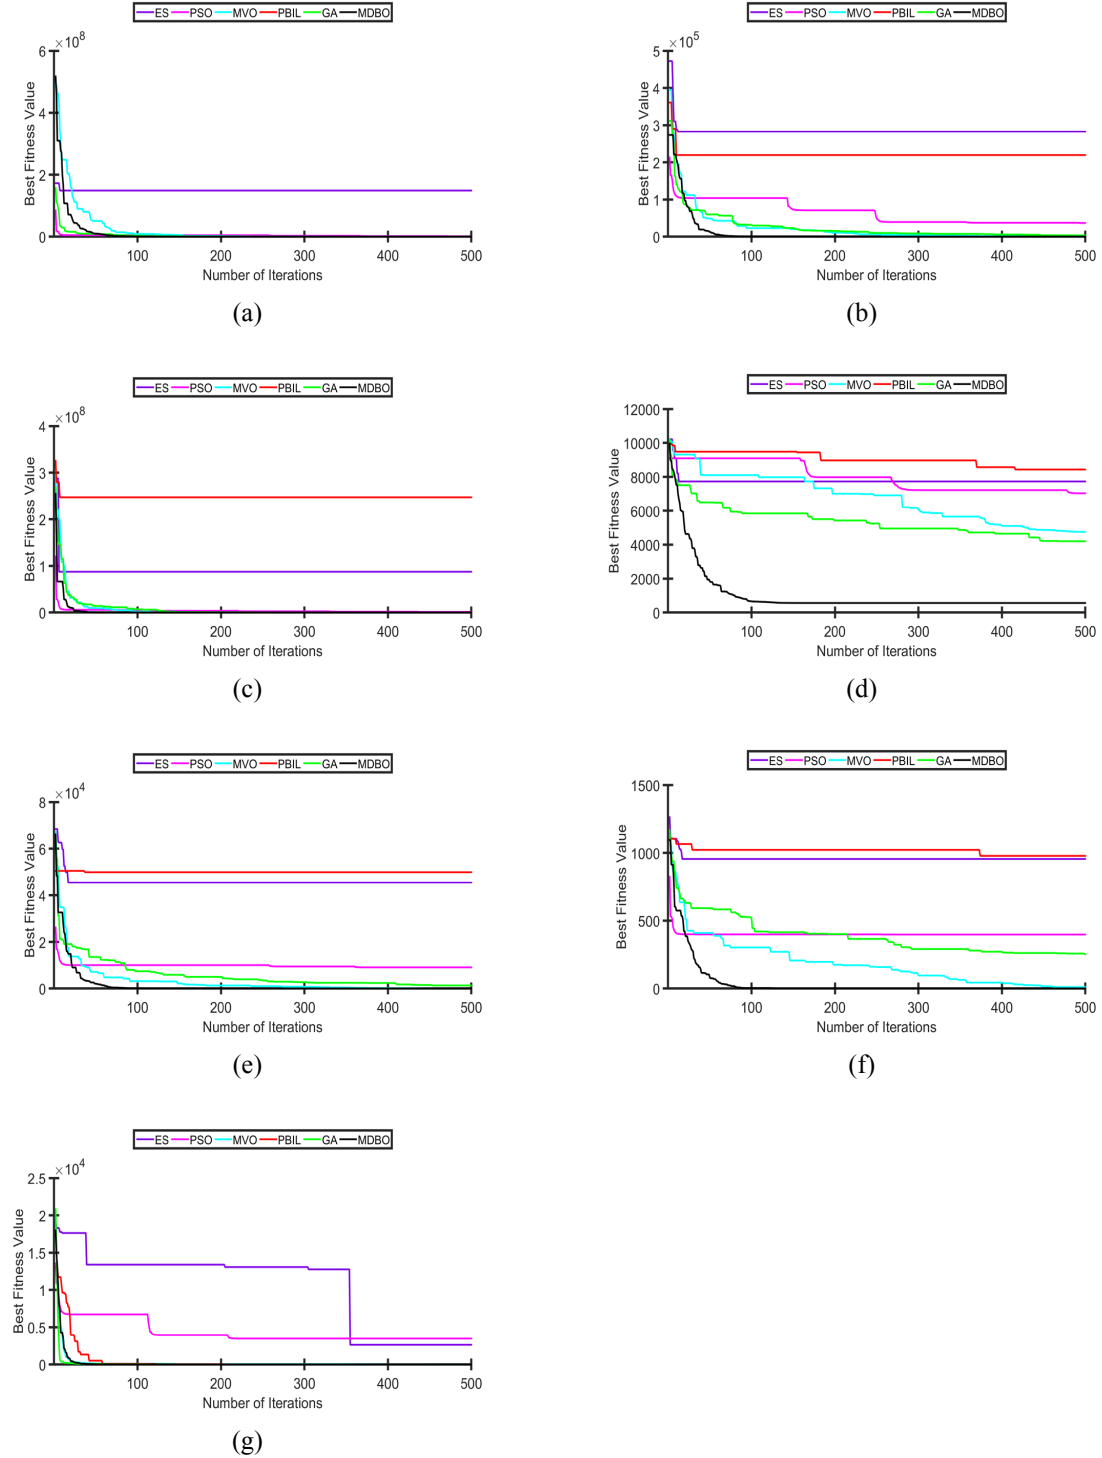 ES PSO MVO PBIL GA MDBO
×10^8
6
4
2
0
100 200 300 400 500
Best Fitness Value
Number of Iterations
(a)
ES PSO MVO PBIL GA MDBO
×10^5
5
4
3
2
1
0
100 200 300 400 500
Best Fitness Value
Number of Iterations
(b)
ES PSO MVO PBIL GA MDBO
×10^8
4
3
2
1
0
100 200 300 400 500
Best Fitness Value
Number of Iterations
(c)
ES PSO MVO PBIL GA MDBO
12000
10000
8000
6000
4000
2000
0
100 200 300 400 500
Best Fitness Value
Number of Iterations
(d)
ES PSO MVO PBIL GA MDBO
×10^4
8
6
4
2
0
100 200 300 400 500
Best Fitness Value
Number of Iterations
(e)
ES PSO MVO PBIL GA MDBO
1500
1000
500
0
100 200 300 400 500
Best Fitness Value
Number of Iterations
(f)
ES PSO MVO PBIL GA MDBO
×10^4
2.5
2
1.5
1
0.5
0
100 200 300 400 500
Best Fitness Value
Number of Iterations
(g)